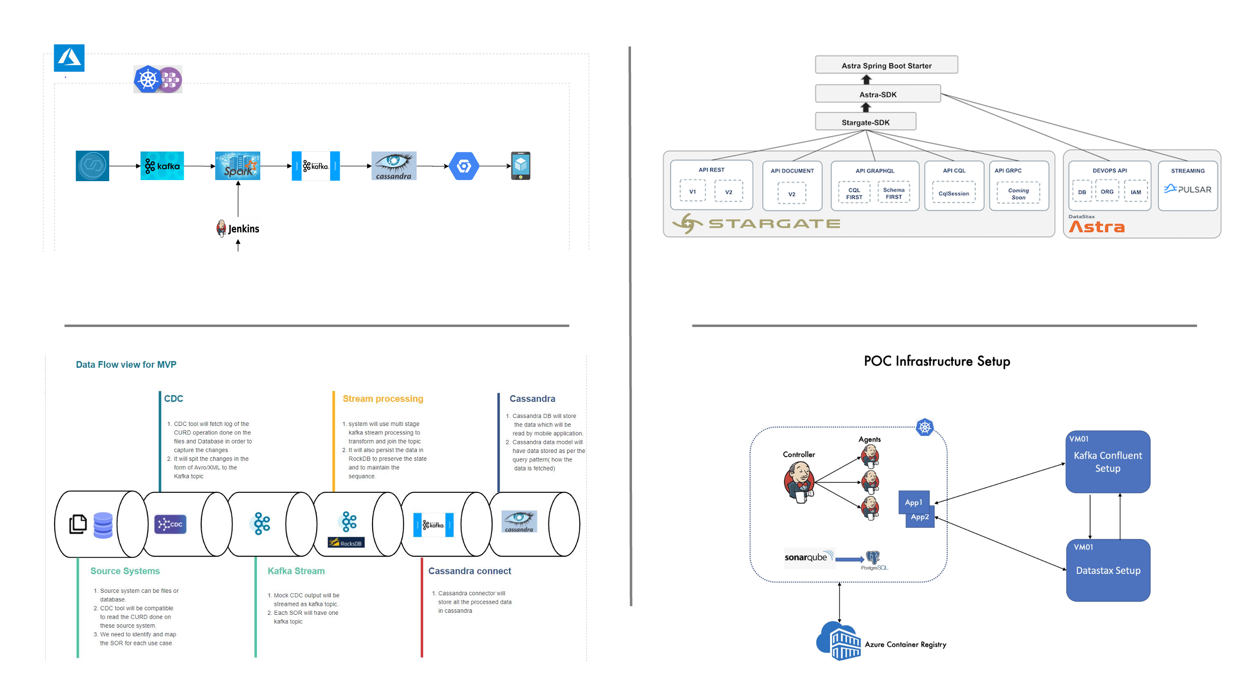 kafka
Spark
kafka
cassandra
Jenkins
Astra Spring Boot Starter
Astra-SDK
Stargate-SDK
API REST
V1
V2
API DOCUMENT
V2
API GRAPHQL
CQL
FIRST
Schema
FIRST
API CQL
CqlSession
API GRPC
Coming
Soon
STARGATE
DEVOPS API
DB
ORG
IAM
STREAMING
PULSAR
DataStax
Astra
Data Flow view for MVP
CDC
1. CDC tool will fetch log of the
CURD operation done on the
files and Database in order to
capture the changes
2. It will spit the changes in the
form of Avro/XML to the
Kafka topic
Stream processing
1. system will use multi stage
kafka stream processing to
transform and join the topic
2. It will also persist the data in
RockDB to preserve the state
and to maintain the
sequence.
Cassandra
1. Cassandra DB will store
the data which will be
read by mobile application.
2. Cassandra data model will
have data stored as per the
query pattern( how the
data is fetched)
CDC
RocksDB
kafka
cassandra
Source Systems
1. Source system can be files or
database.
2. CDC tool will be compatible
to read the CURD done on
these source system.
3. We need to identify and map
the SOR for each use case
Kafka Stream
1. Mock CDC output will be
streamed as kafka topic.
2. Each SOR will have one
kafka topic
Cassandra connect
1. Cassandra connector will
store all the processed data
in cassandra
POC Infrastructure Setup
Controller
Agents
App1
App2
sonarqube
PostgreSQL
VM01
Kafka Confluent
Setup
VM01
Datastax Setup
Azure Container Registry